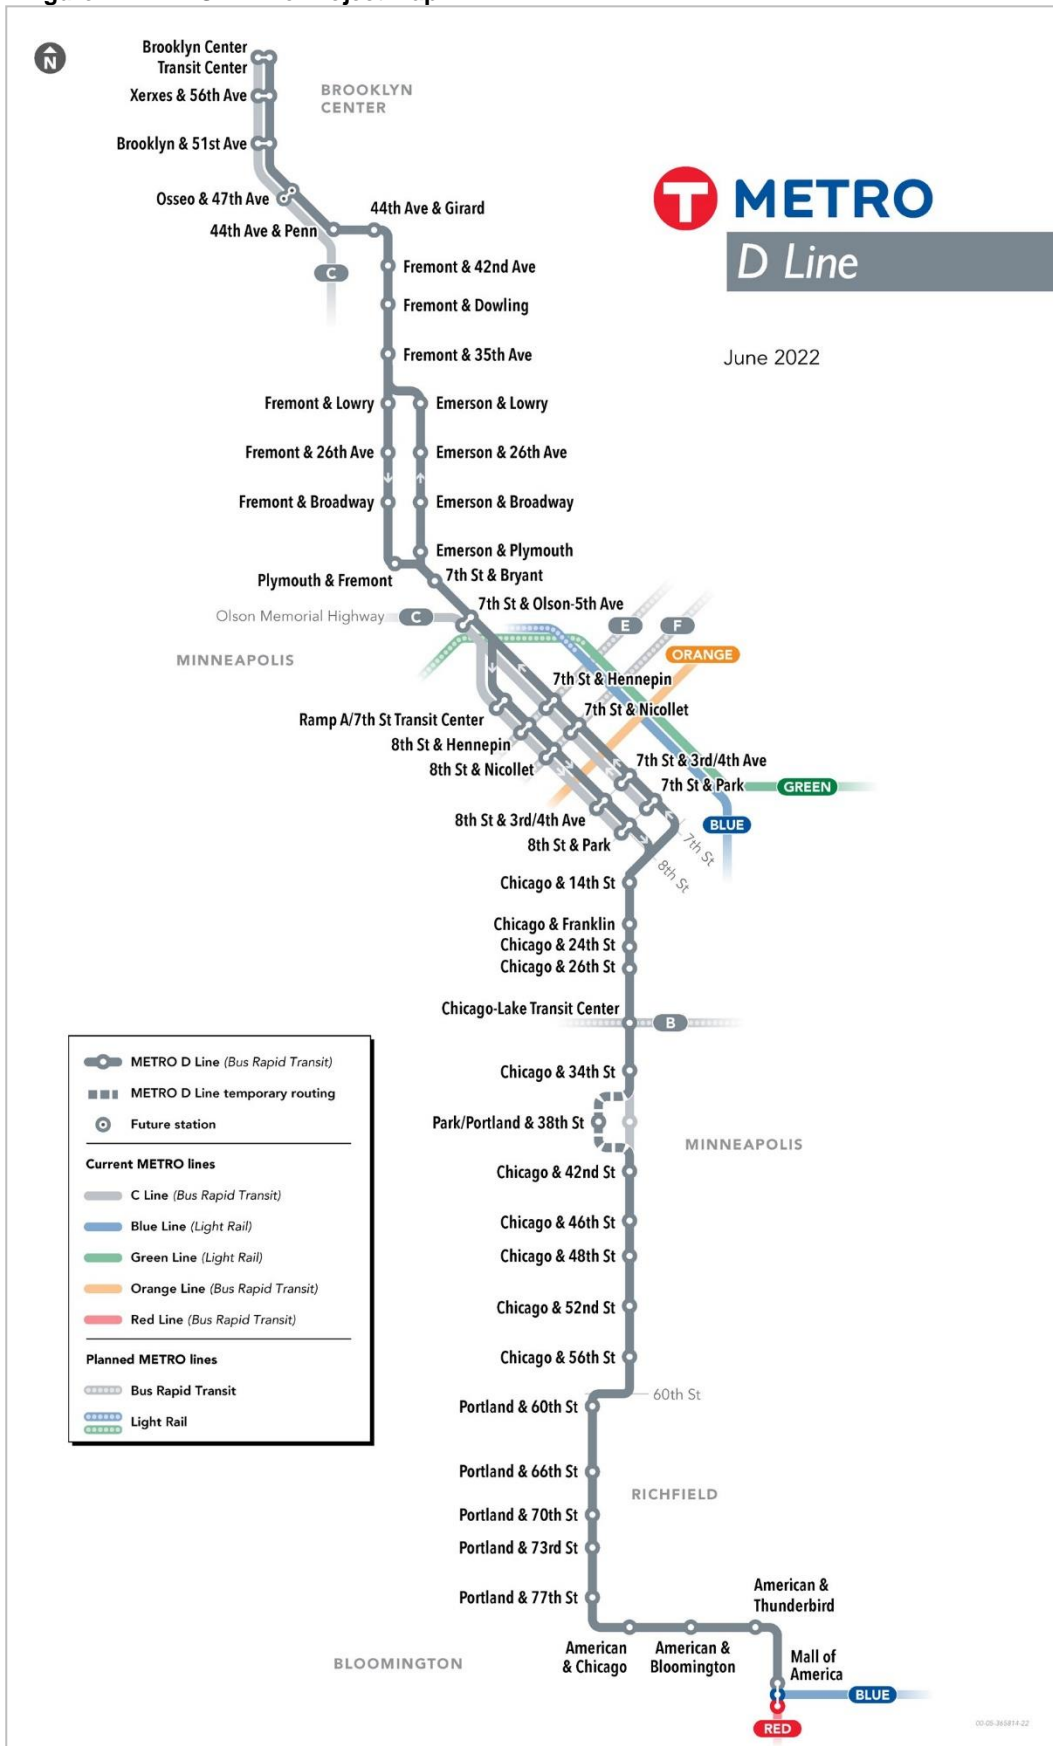 N
Brooklyn Center
Transit Center
BROOKLYN
CENTER
Xerxes & 56th Ave
Brooklyn & 51st Ave
Osseo & 47th Ave
44th Ave & Girard
44th Ave & Penn
C
T METRO
D Line
June 2022
Fremont & 42nd Ave
Fremont & Dowling
Fremont & 35th Ave
Fremont & Lowry
Emerson & Lowry
Fremont & 26th Ave
Emerson & 26th Ave
Fremont & Broadway
Emerson & Broadway
Emerson & Plymouth
Plymouth & Fremont
7th St & Bryant
7th St & Olson-5th Ave
Olson Memorial Highway
C
E
F
MINNEAPOLIS
ORANGE
7th St & Hennepin
7th St & Nicollet
Ramp A/7th St Transit Center
8th St & Hennepin
8th St & Nicollet
7th St & 3rd/4th Ave
7th St & Park
GREEN
BLUE
8th St & 3rd/4th Ave
8th St & Park
7th St
8th St
Chicago & 14th St
Chicago & Franklin
Chicago & 24th St
Chicago & 26th St
Chicago-Lake Transit Center
B
Chicago & 34th St
Park/Portland & 38th St
MINNEAPOLIS
Chicago & 42nd St
Chicago & 46th St
Chicago & 48th St
Chicago & 52nd St
Chicago & 56th St
60th St
Portland & 60th St
Portland & 66th St
RICHFIELD
Portland & 70th St
Portland & 73rd St
Portland & 77th St
American &
Thunderbird
American
& Chicago
American &
Bloomington
Mall of
America
BLOOMINGTON
BLUE
RED
METRO D Line (Bus Rapid Transit)
METRO D Line temporary routing
Future station
Current METRO lines
C Line (Bus Rapid Transit)
Blue Line (Light Rail)
Green Line (Light Rail)
Orange Line (Bus Rapid Transit)
Red Line (Bus Rapid Transit)
Planned METRO lines
Bus Rapid Transit
Light Rail